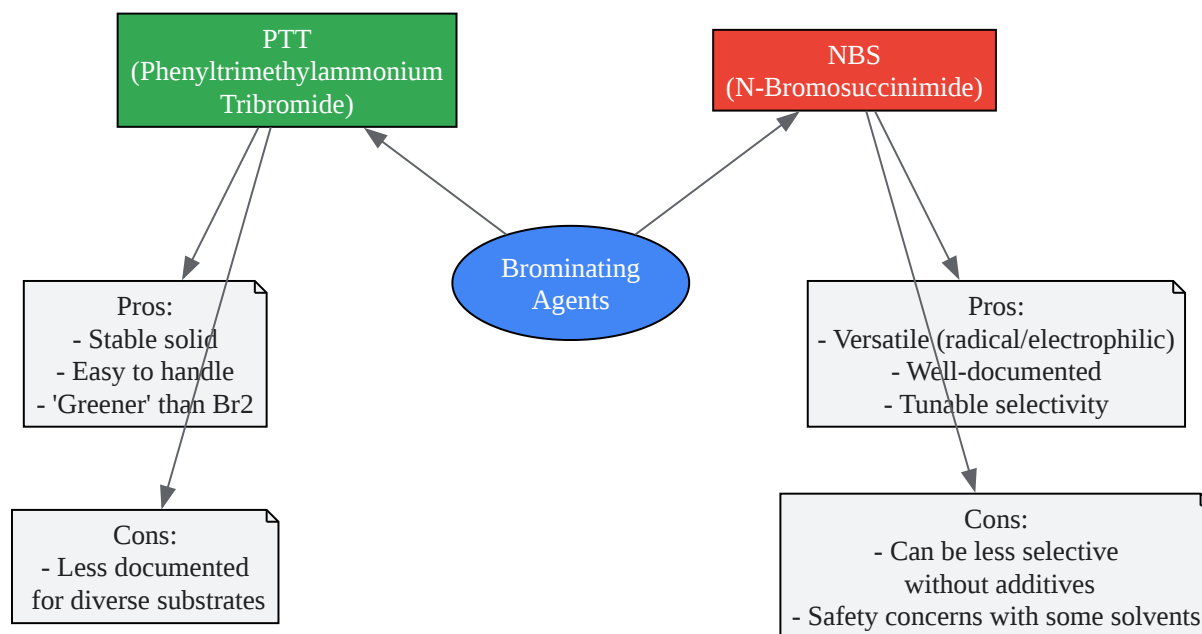 PTT
(Phenyltrimethylammonium
Tribromide)
NBS
(N-Bromosuccinimide)
Brominating
Agents
Pros:
- Stable solid
- Easy to handle
- 'Greener' than Br2
Pros:
- Versatile (radical/electrophilic)
- Well-documented
- Tunable selectivity
Cons:
- Less documented
for diverse substrates
Cons:
- Can be less selective
without additives
- Safety concerns with some solvents